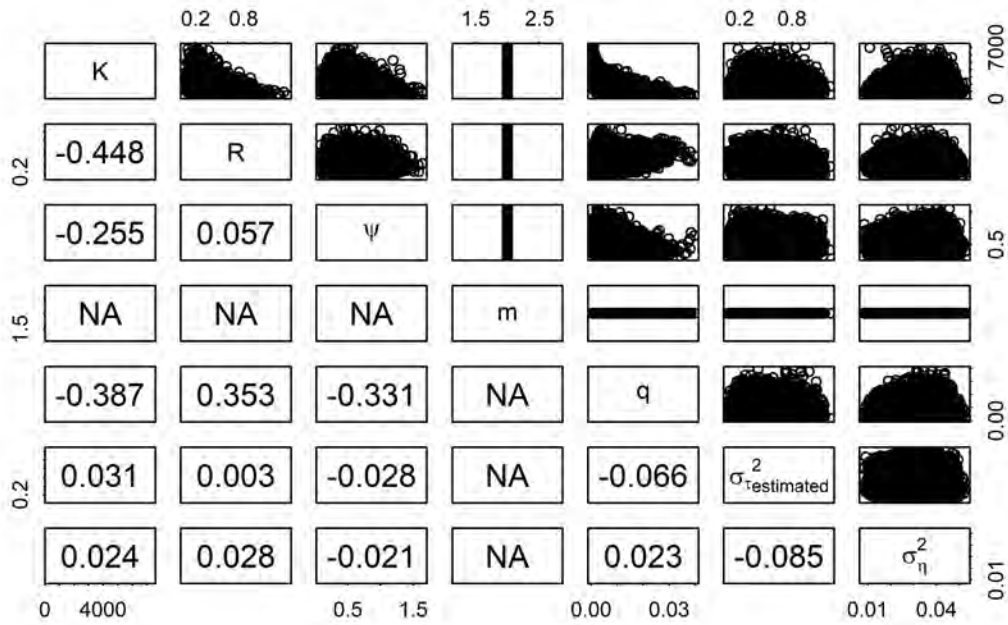 0.2 0.8 1.5 2.5 0.2 0.8
K 0 7000
0.2 -0.448 R
-0.255 0.057 ψ 0.5
1.5 NA NA NA m
-0.387 0.353 -0.331 NA q 0.00
0.2 0.031 0.003 -0.028 NA -0.066 σ²τestimated
0.024 0.028 -0.021 NA 0.023 -0.085 σ²η 0.01
0 4000 0.5 1.5 0.00 0.03 0.01 0.04